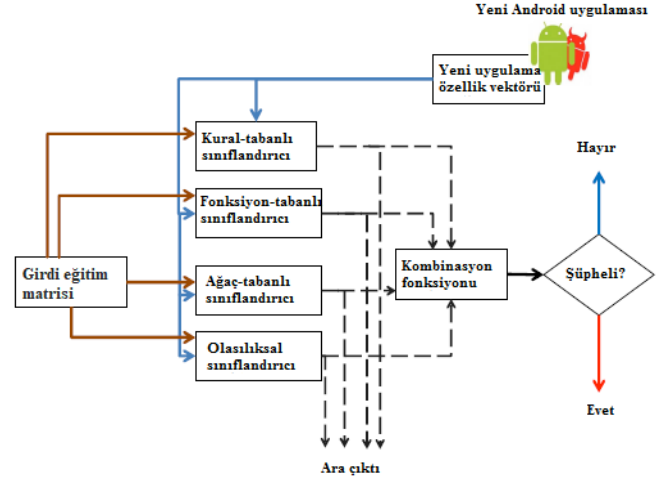 Yeni Android uygulaması
Yeni uygulama
özellik vektörü
Kural-tabanlı
sınıflandırıcı
Hayır
Fonksiyon-tabanlı
sınıflandırıcı
Girdi eğitim
matrisi
Ağaç-tabanlı
sınıflandırıcı
Kombinasyon
fonksiyonu
Şüpheli?
Olasılıksal
sınıflandırıcı
Evet
Ara çıktı